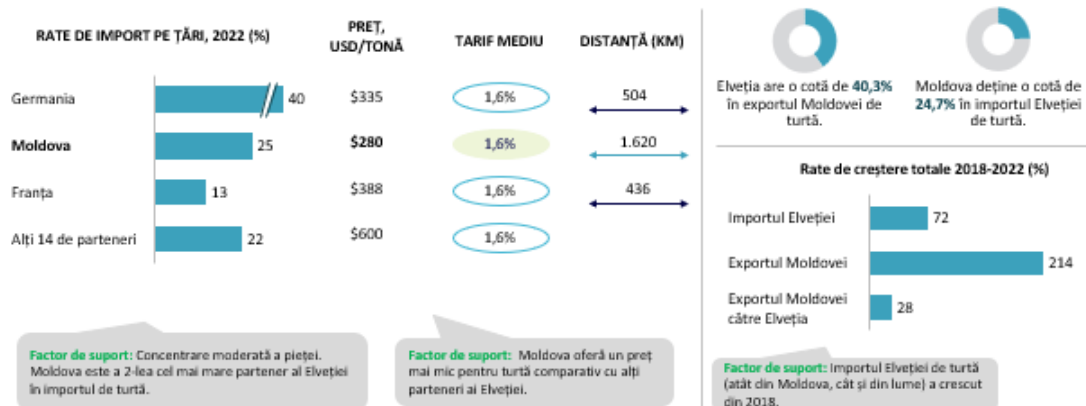 RATE DE IMPORT PE ȚĂRI, 2022 (%)
PREȚ,
USD/TONĂ
TARIF MEDIU
DISTANȚĂ (KM)
Germania
40
$335
1,6%
504
Moldova
25
$280
1,6%
1.620
Franța
13
$388
1,6%
436
Alți 14 de parteneri
22
$600
1,6%
Factor de suport: Concentrare moderată a pieței.
Moldova este a 2-lea cel mai mare partener al Elveției
în importul de turtă.
Factor de suport: Moldova oferă un preț
mai mic pentru turtă comparativ cu alți
parteneri ai Elveției.
Elveția are o cotă de 40,3%
în exportul Moldovei de
turtă.
Moldova deține o cotă de
24,7% în importul Elveției
de turtă.
Rate de creștere totale 2018-2022 (%)
Importul Elveției
72
Exportul Moldovei
214
Exportul Moldovei
către Elveția
28
Factor de suport: Importul Elveției de turtă
(atât din Moldova, cât și din lume) a crescut
din 2018.